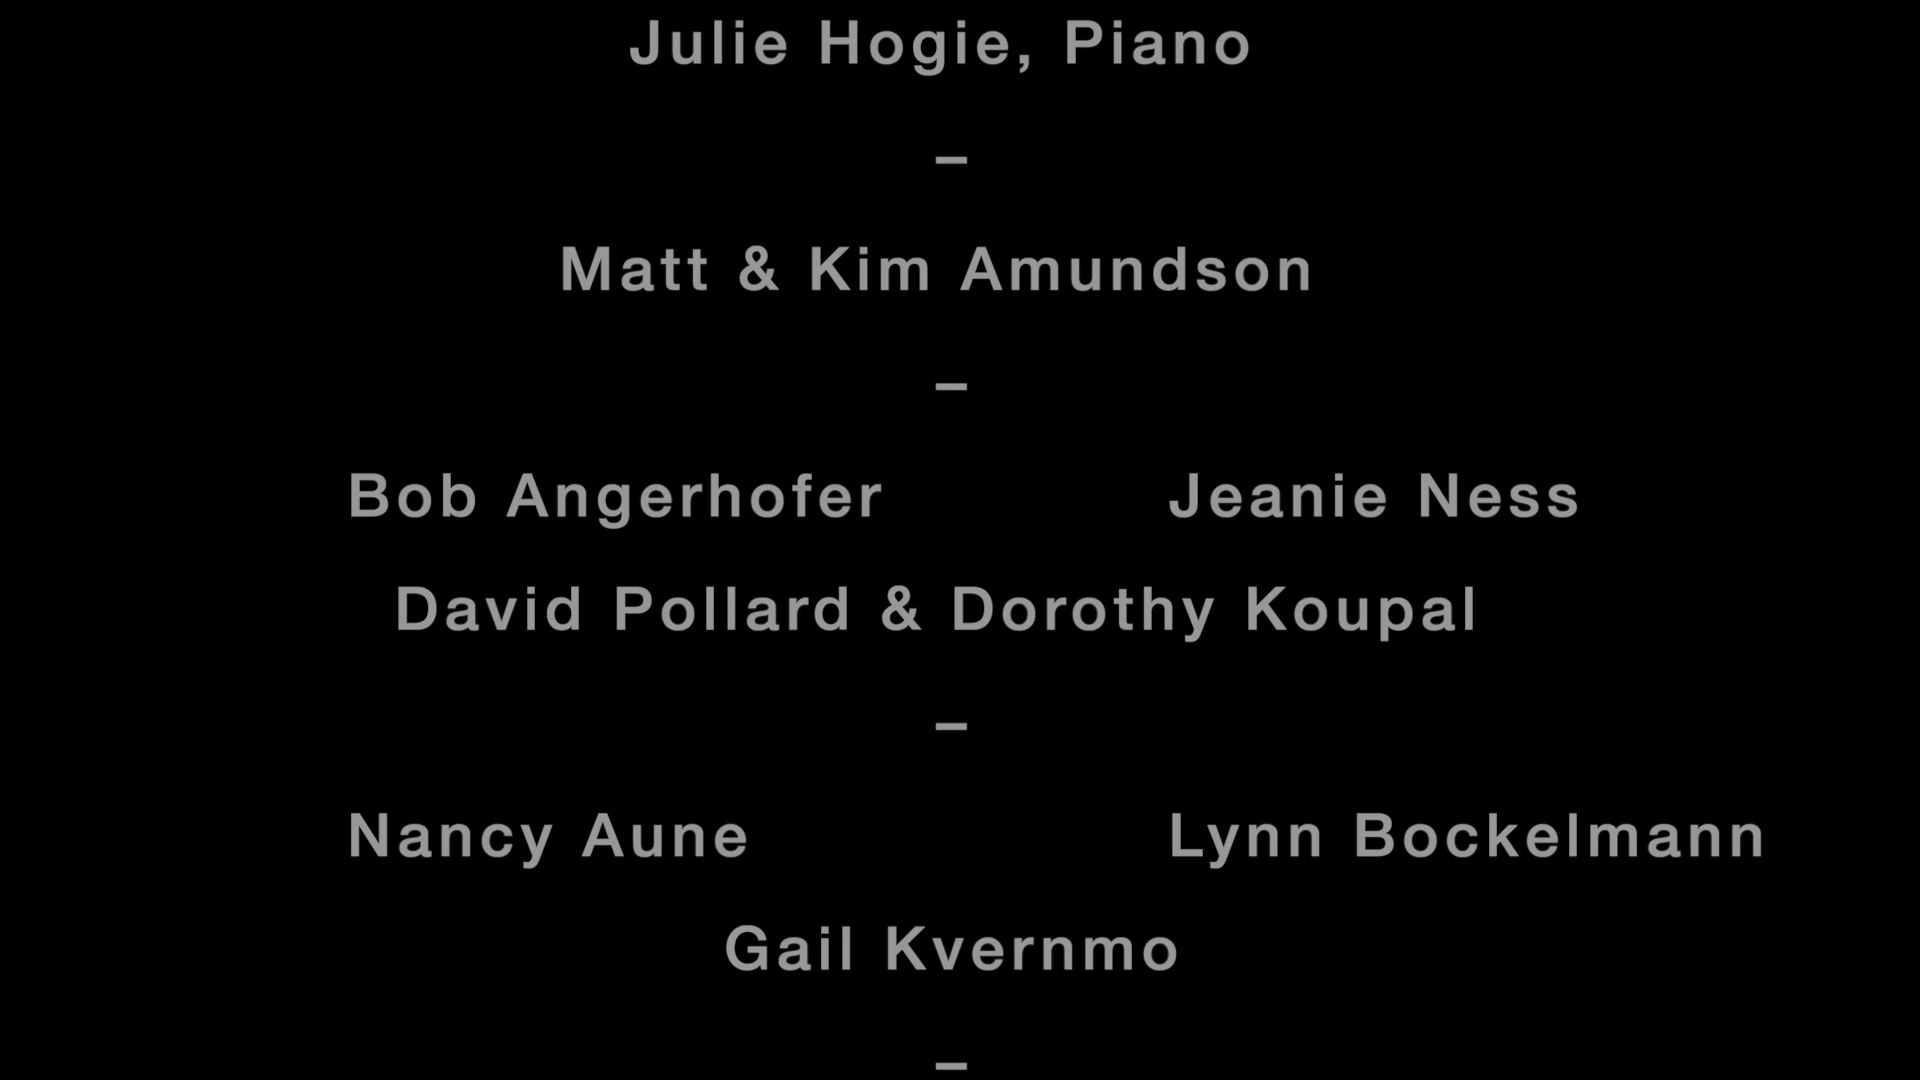 Julie Hogie, Piano
–
Matt & Kim Amundson
–
Bob Angerhofer Jeanie Ness
David Pollard & Dorothy Koupal
–
Nancy Aune Lynn Bockelmann
Gail Kvernmo
–